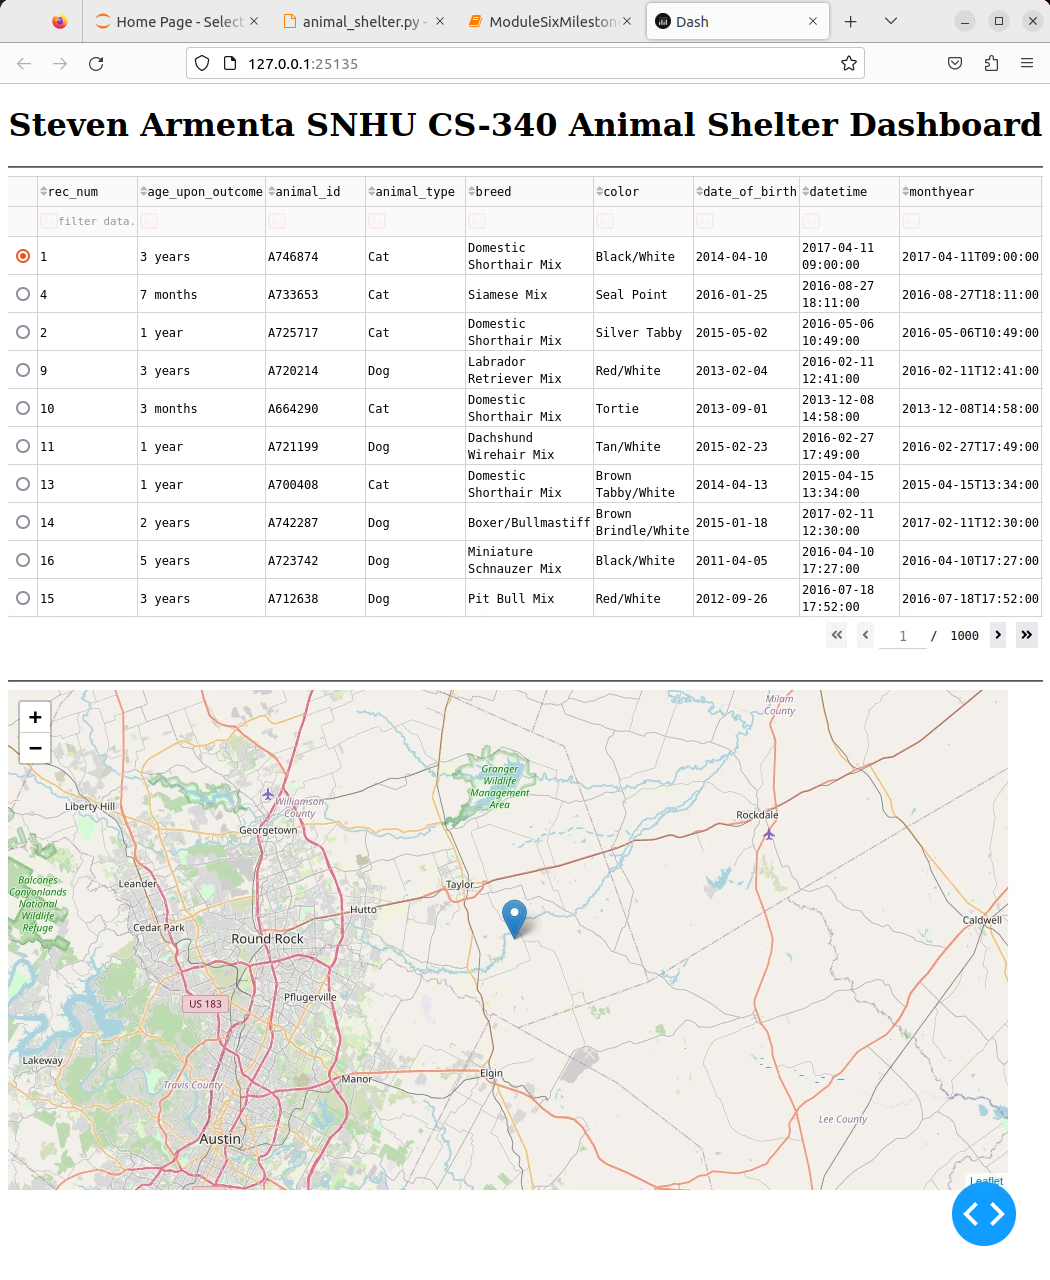 Home Page - Select
animal_shelter.py -
ModuleSixMilestone
Dash
127.0.0.1:25135
Steven Armenta SNHU CS-340 Animal Shelter Dashboard
rec_num age_upon_outcome animal_id animal_type breed color date_of_birth datetime monthyear
Aa filter data. Aa Aa Aa Aa Aa Aa Aa Aa
1 3 years A746874 Cat Domestic Shorthair Mix Black/White 2014-04-10 2017-04-11 09:00:00 2017-04-11T09:00:00
4 7 months A733653 Cat Siamese Mix Seal Point 2016-01-25 2016-08-27 18:11:00 2016-08-27T18:11:00
2 1 year A725717 Cat Domestic Shorthair Mix Silver Tabby 2015-05-02 2016-05-06 10:49:00 2016-05-06T10:49:00
9 3 years A720214 Dog Labrador Retriever Mix Red/White 2013-02-04 2016-02-11 12:41:00 2016-02-11T12:41:00
10 3 months A664290 Cat Domestic Shorthair Mix Tortie 2013-09-01 2013-12-08 14:58:00 2013-12-08T14:58:00
11 1 year A721199 Dog Dachshund Wirehair Mix Tan/White 2015-02-23 2016-02-27 17:49:00 2016-02-27T17:49:00
13 1 year A700408 Cat Domestic Shorthair Mix Brown Tabby/White 2014-04-13 2015-04-15 13:34:00 2015-04-15T13:34:00
14 2 years A742287 Dog Boxer/Bullmastiff Brown Brindle/White 2015-01-18 2017-02-11 12:30:00 2017-02-11T12:30:00
16 5 years A723742 Dog Miniature Schnauzer Mix Black/White 2011-04-05 2016-04-10 17:27:00 2016-04-10T17:27:00
15 3 years A712638 Dog Pit Bull Mix Red/White 2012-09-26 2016-07-18 17:52:00 2016-07-18T17:52:00
1 / 1000
+
−
Milam
County
Granger
Wildlife
Management
Area
Williamson
County
Liberty Hill
Rockdale
Georgetown
Balcones
Canyonlands
National
Wildlife
Refuge
Leander
Taylor
Hutto
Caldwell
Cedar Park
Round Rock
US 183
Pflugerville
Lakeway
Elgin
Manor
Travis County
Lee County
Austin
Leaflet